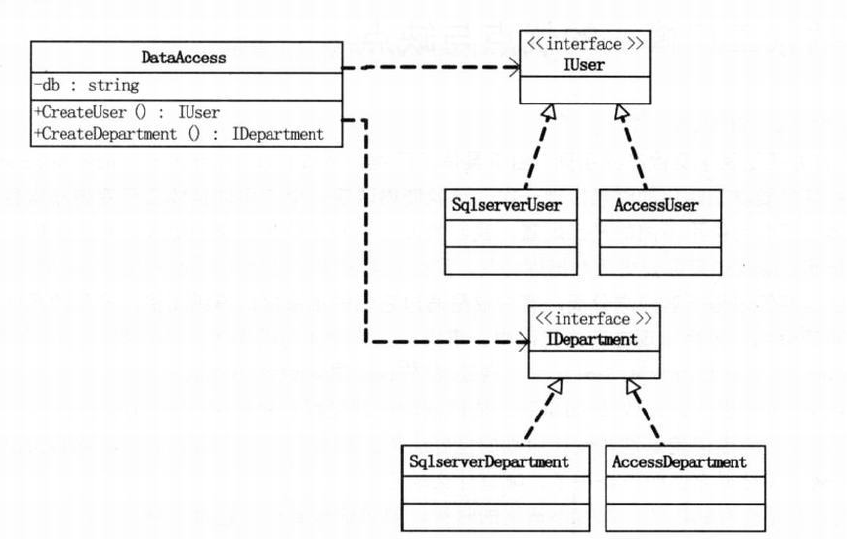 DataAccess
-db : string
+CreateUser () : IUser
+CreateDepartment () : IDepartment
<<interface >>
IUser
SqlserverUser
AccessUser
<<interface >>
IDepartment
SqlserverDepartment
AccessDepartment